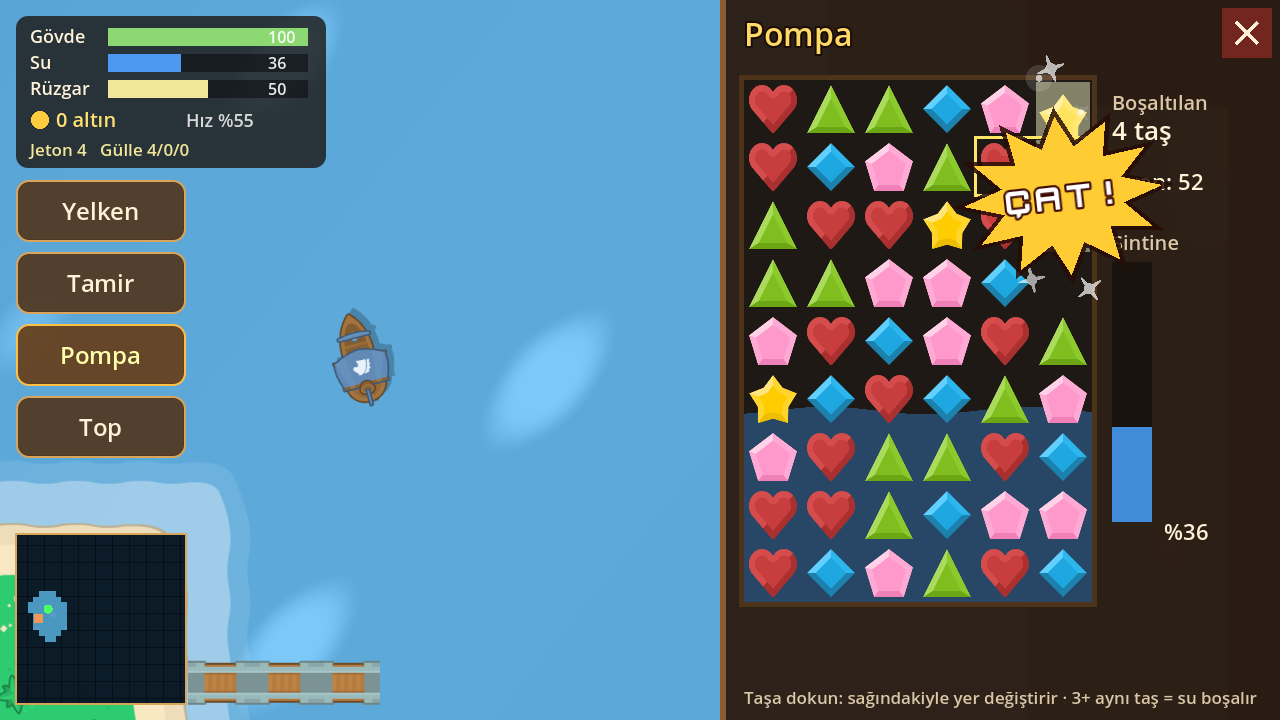 Gövde 100
Su 36
Rüzgar 50
0 altın Hız %55
Jeton 4 Gülle 4/0/0
Yelken
Tamir
Pompa
Top
Pompa
Boşaltılan
4 taş
: 52
ÇAT!
Sintine
%36
Taşa dokun: sağındakiyle yer değiştirir · 3+ aynı taş = su boşalır